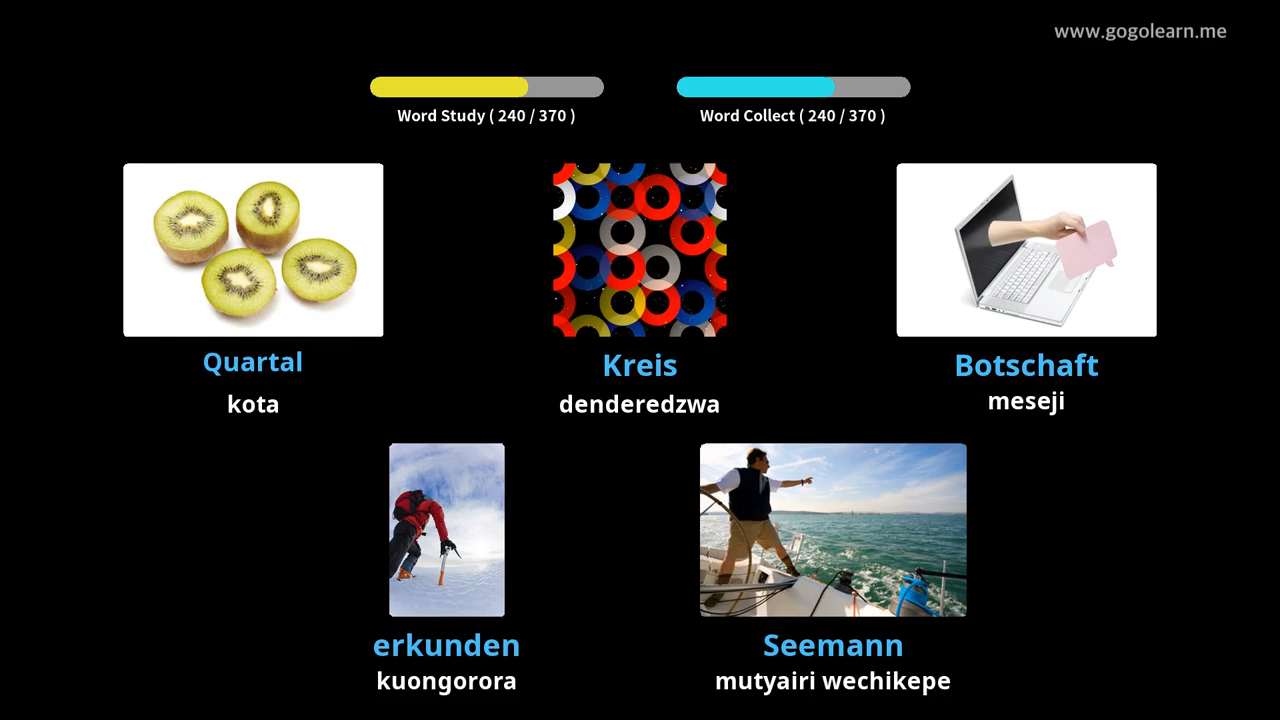 www.gogolearn.me
Word Study ( 240 / 370 )
Word Collect ( 240 / 370 )
Quartal
kota
Kreis
denderedzwa
Botschaft
meseji
erkunden
kuongorora
Seemann
mutyairi wechikepe